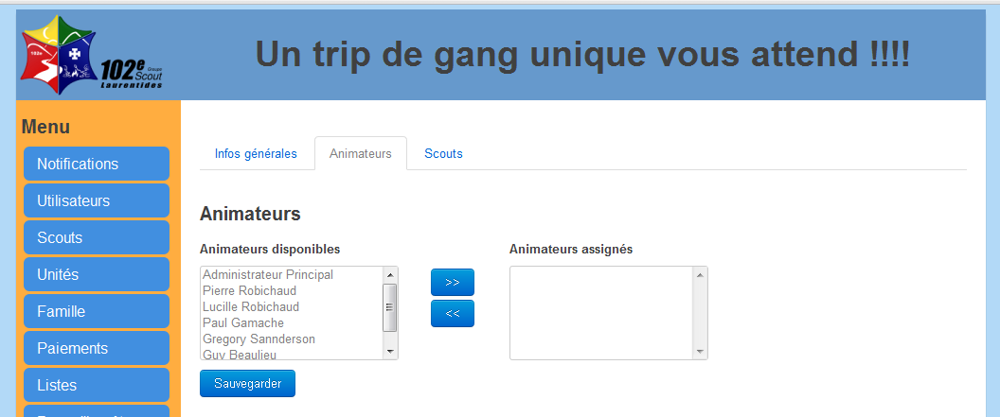 102e Groupe
Scout
Laurentides
Un trip de gang unique vous attend !!!!
Menu
Notifications
Utilisateurs
Scouts
Unités
Famille
Paiements
Listes
Infos générales
Animateurs
Scouts
Animateurs
Animateurs disponibles
Administrateur Principal
Pierre Robichaud
Lucille Robichaud
Paul Gamache
Gregory Sannderson
Guy Beaulieu
>>
<<
Animateurs assignés
Sauvegarder